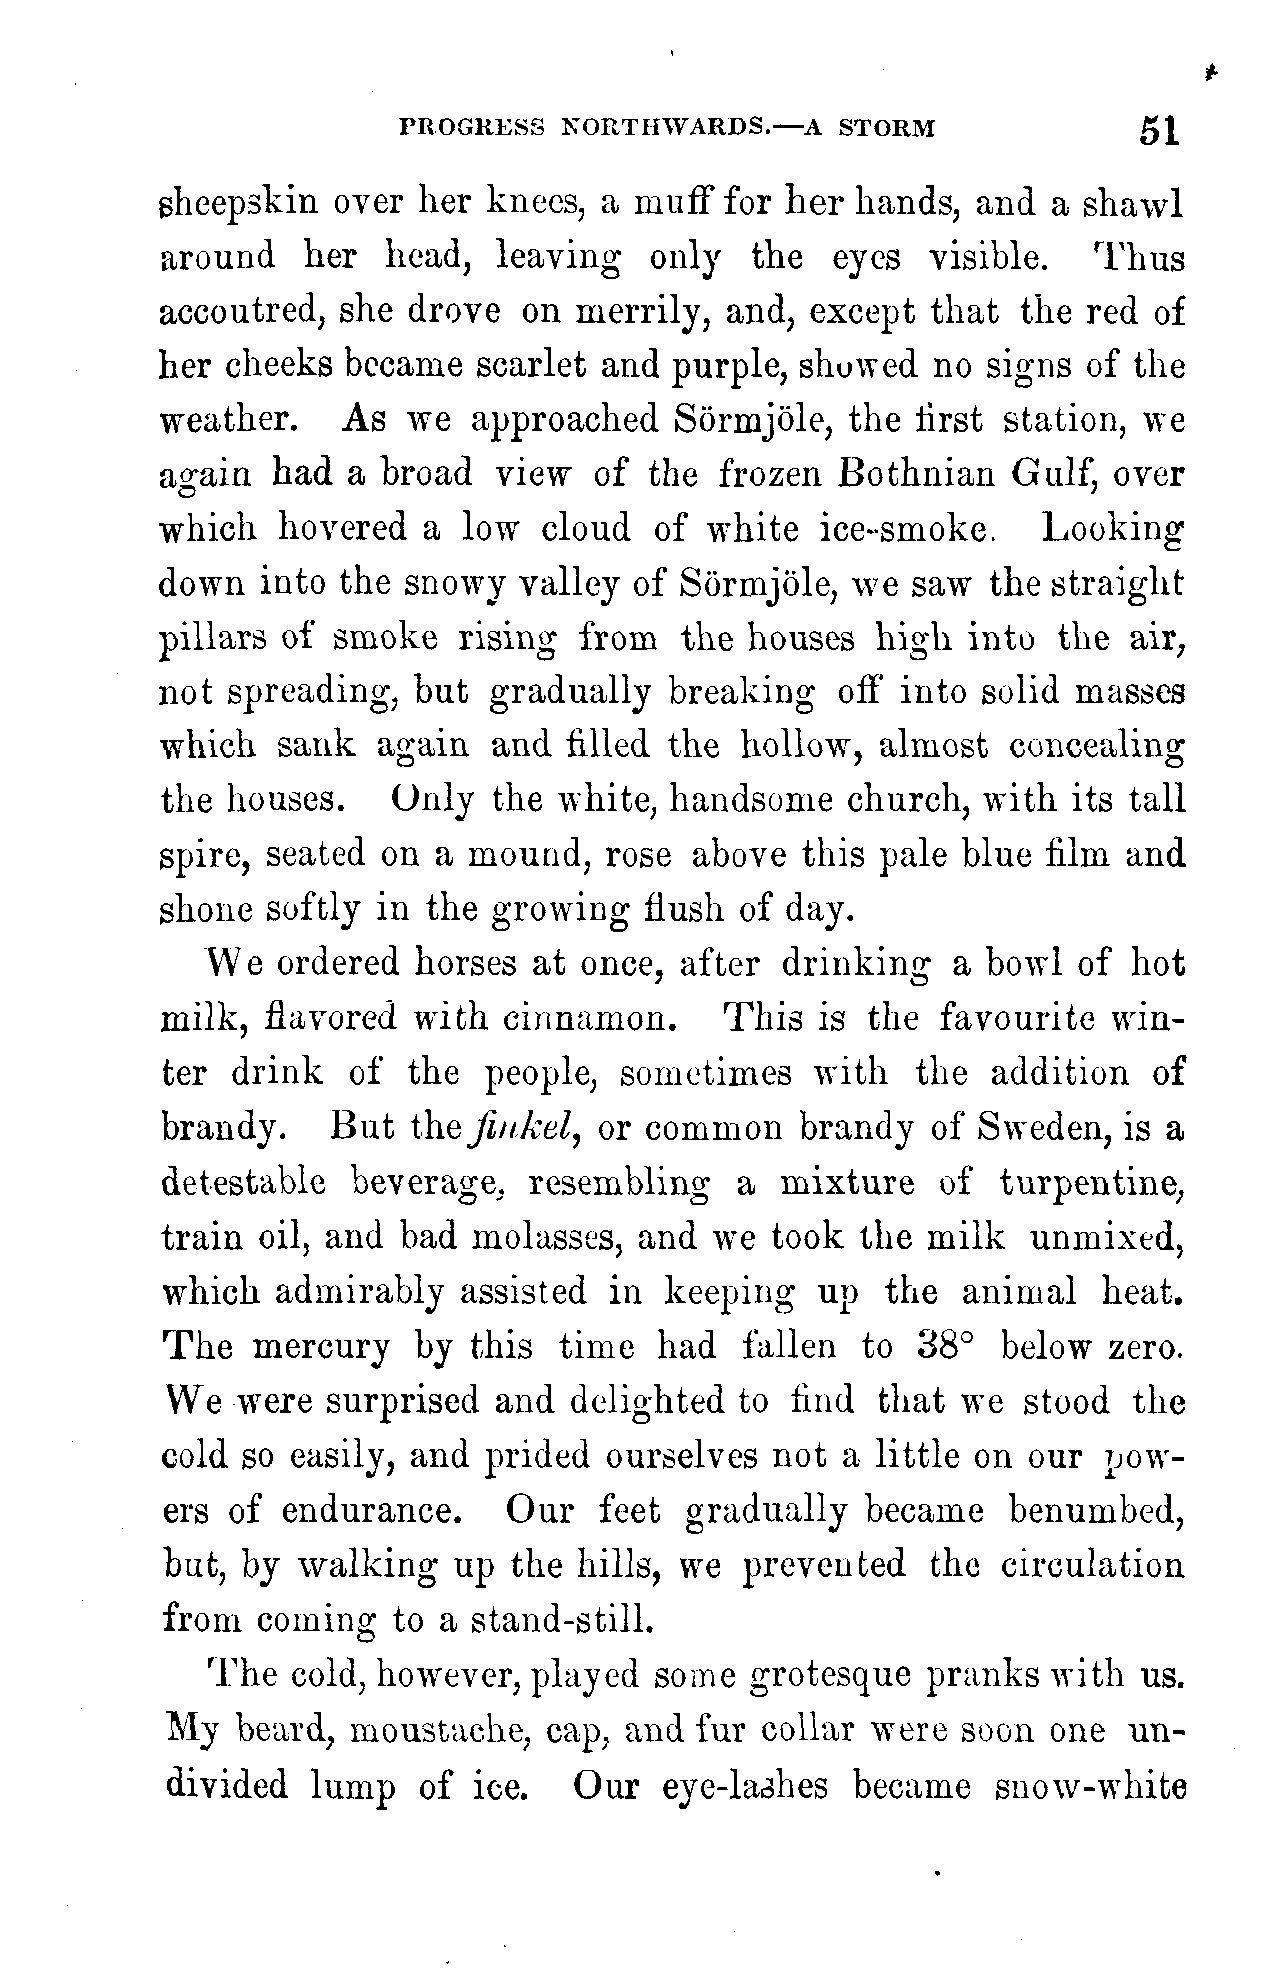 PROGRESS NORTHWARDS.—A STORM 51
sheepskin over her knees, a muff for her hands, and a shawl
around her head, leaving only the eyes visible. Thus
accoutred, she drove on merrily, and, except that the red of
her cheeks became scarlet and purple, showed no signs of the
weather. As we approached Sörmjöle, the first station, we
again had a broad view of the frozen Bothnian Gulf, over
which hovered a low cloud of white ice-smoke. Looking
down into the snowy valley of Sörmjöle, we saw the straight
pillars of smoke rising from the houses high into the air,
not spreading, but gradually breaking off into solid masses
which sank again and filled the hollow, almost concealing
the houses. Only the white, handsome church, with its tall
spire, seated on a mound, rose above this pale blue film and
shone softly in the growing flush of day.
We ordered horses at once, after drinking a bowl of hot
milk, flavored with cinnamon. This is the favourite win-
ter drink of the people, sometimes with the addition of
brandy. But the finkel, or common brandy of Sweden, is a
detestable beverage, resembling a mixture of turpentine,
train oil, and bad molasses, and we took the milk unmixed,
which admirably assisted in keeping up the animal heat.
The mercury by this time had fallen to 38° below zero.
We were surprised and delighted to find that we stood the
cold so easily, and prided ourselves not a little on our pow-
ers of endurance. Our feet gradually became benumbed,
but, by walking up the hills, we prevented the circulation
from coming to a stand-still.
The cold, however, played some grotesque pranks with us.
My beard, moustache, cap, and fur collar were soon one un-
divided lump of ice. Our eye-lashes became snow-white